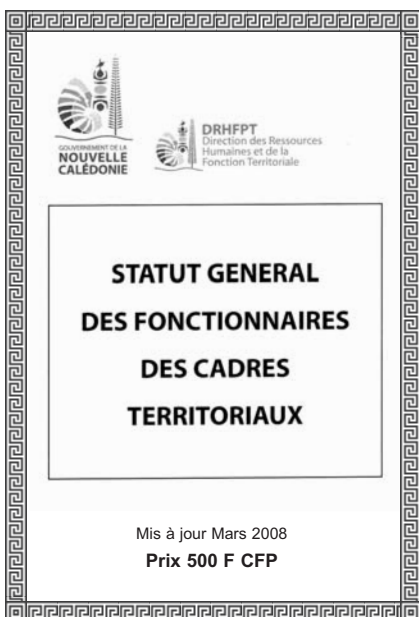 GOUVERNEMENT DE LA
NOUVELLE
CALÉDONIE
DRHFPT
Direction des Ressources
Humaines et de la
Fonction Territoriale
STATUT GENERAL
DES FONCTIONNAIRES
DES CADRES
TERRITORIAUX
Mis à jour Mars 2008
Prix 500 F CFP